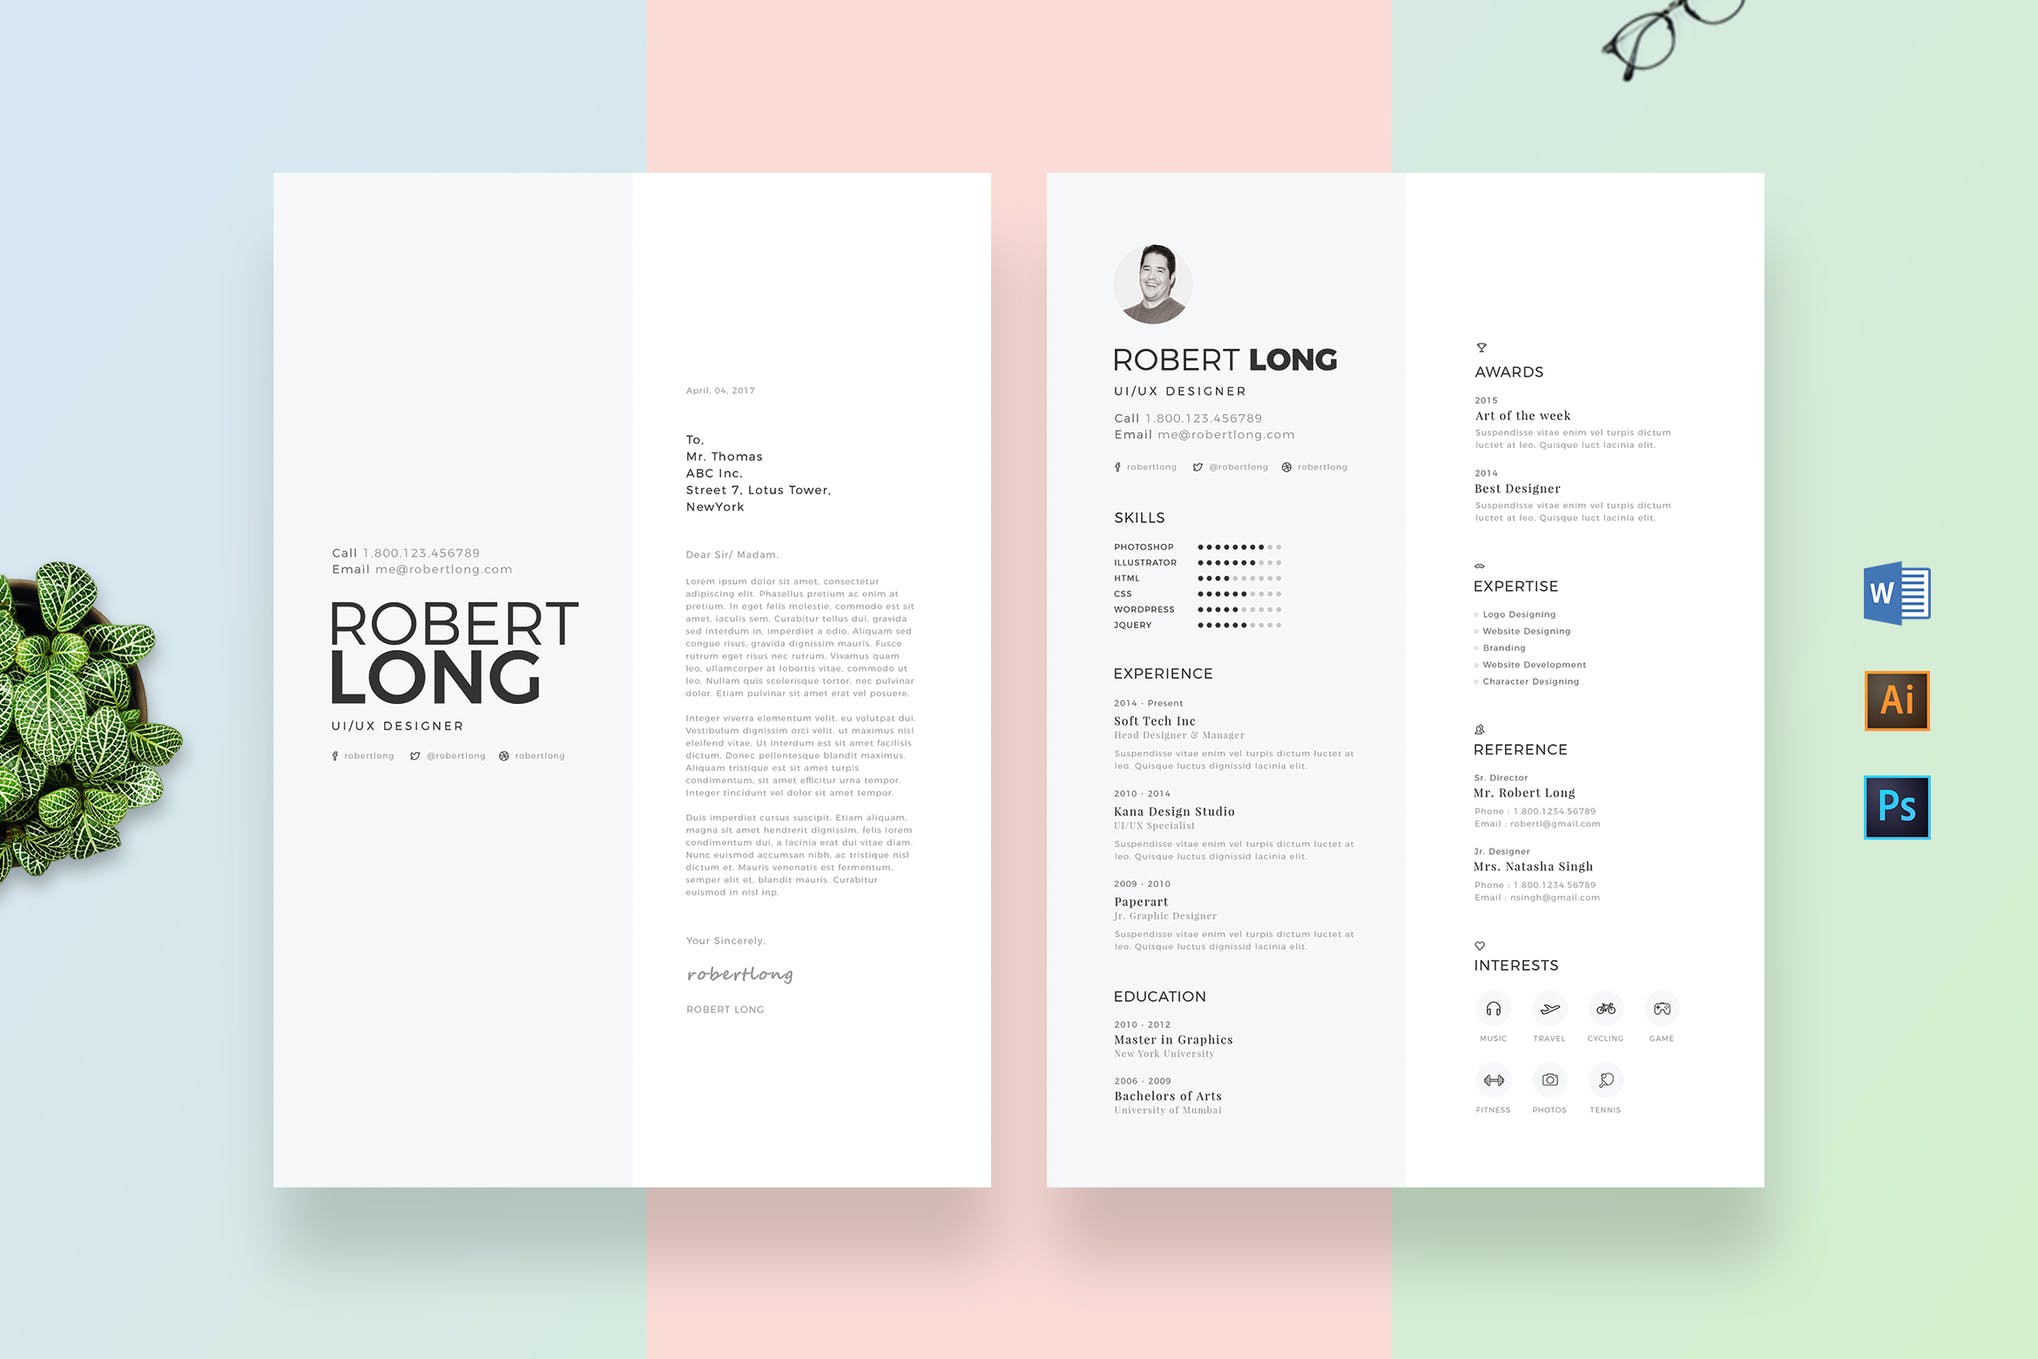 Call 1.800.123.456789
Email me@robertlong.com
ROBERT
LONG
UI/UX DESIGNER
robertlong @robertlong robertlong
April, 04, 2017
To,
Mr. Thomas
ABC Inc.
Street 7, Lotus Tower,
NewYork
Dear Sir/ Madam,
Lorem ipsum dolor sit amet, consectetur
adipiscing elit. Phasellus pretium ac enim at
pretium. In eget felis molestie, commodo est sit
amet, iaculis sem. Curabitur tellus dui, gravida
sed interdum in, imperdiet a odio. Aliquam sed
congue risus, gravida dignissim mauris. Fusce
rutrum eget risus nec rutrum. Vivamus quam
leo, ullamcorper at lobortis vitae, commodo ut
leo. Nullam quis scelerisque tortor, nec pulvinar
dolor. Etiam pulvinar sit amet erat vel posuere.
Integer viverra elementum velit, eu volutpat dui.
Vestibulum dignissim orci velit, ut maximus nisl
eleifend vitae. Ut interdum est sit amet facilisis
dictum. Donec pellentesque blandit maximus.
Aliquam tristique est sit amet turpis
condimentum, sit amet efficitur urna tempor.
Integer tincidunt vel dolor sit amet tempor.
Duis imperdiet cursus suscipit. Etiam aliquam,
magna sit amet hendrerit dignissim, felis lorem
condimentum dui, a lacinia erat dui vitae diam.
Nunc euismod accumsan nibh, ac tristique nisl
dictum et. Mauris venenatis est fermentum,
semper elit et, blandit mauris. Curabitur
euismod in nisl inp.
Your Sincerely,
robertlong
ROBERT LONG
ROBERT LONG
UI/UX DESIGNER
Call 1.800.123.456789
Email me@robertlong.com
robertlong @robertlong robertlong
SKILLS
PHOTOSHOP
ILLUSTRATOR
HTML
CSS
WORDPRESS
JQUERY
EXPERIENCE
2014 - Present
Soft Tech Inc
Head Designer & Manager
Suspendisse vitae enim vel turpis dictum luctet at
leo. Quisque luctus dignissid lacinia elit.
2010 - 2014
Kana Design Studio
UI/UX Specialist
Suspendisse vitae enim vel turpis dictum luctet at
leo. Quisque luctus dignissid lacinia elit.
2009 - 2010
Paperart
Jr. Graphic Designer
Suspendisse vitae enim vel turpis dictum luctet at
leo. Quisque luctus dignissid lacinia elit.
EDUCATION
2010 - 2012
Master in Graphics
New York University
2006 - 2009
Bachelors of Arts
University of Mumbai
AWARDS
2015
Art of the week
Suspendisse vitae enim vel turpis dictum
luctet at leo. Quisque luct lacinia elit.
2014
Best Designer
Suspendisse vitae enim vel turpis dictum
luctet at leo. Quisque luct lacinia elit.
EXPERTISE
Logo Designing
Website Designing
Branding
Website Development
Character Designing
REFERENCE
Sr. Director
Mr. Robert Long
Phone : 1.800.1234.56789
Email : robertl@gmail.com
Jr. Designer
Mrs. Natasha Singh
Phone : 1.800.1234.56789
Email : nsingh@gmail.com
INTERESTS
MUSIC TRAVEL CYCLING GAME
FITNESS PHOTOS TENNIS
W
Ai
Ps